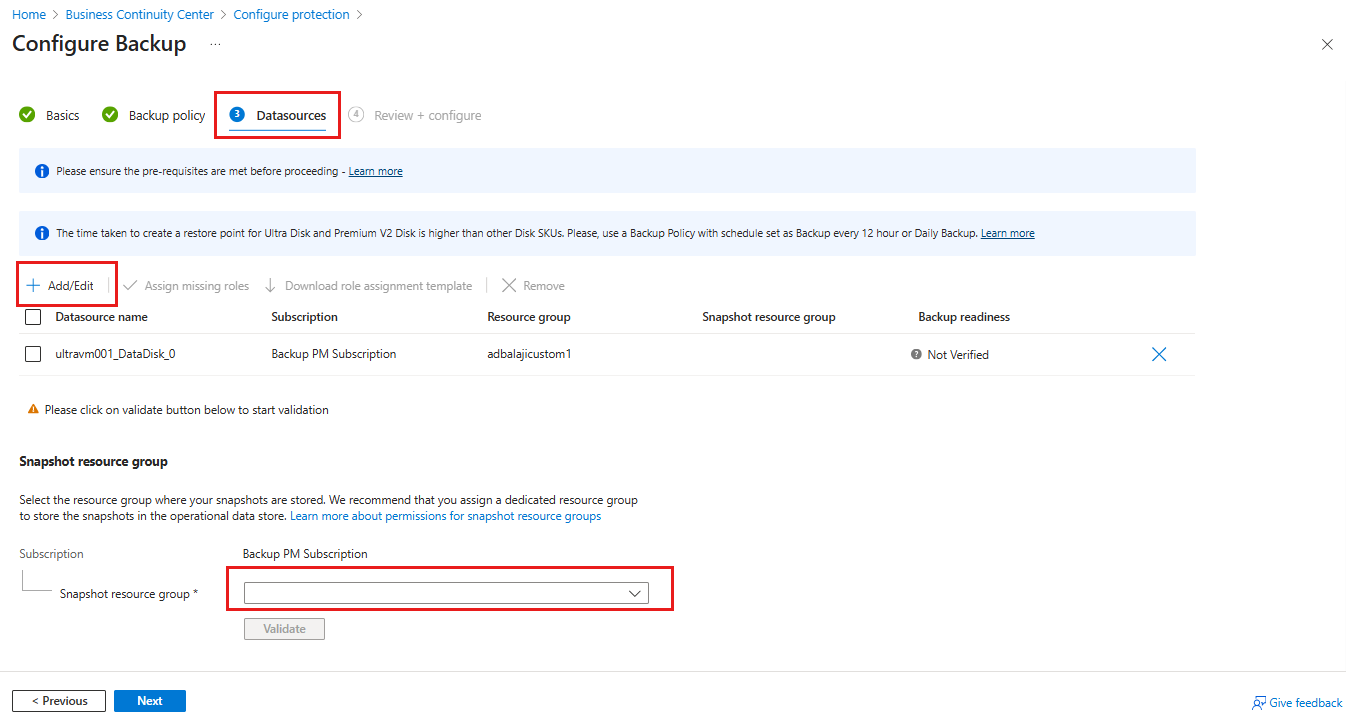 Home > Business Continuity Center > Configure protection >
Configure Backup ...
Basics Backup policy 3 Datasources 4 Review + configure
Please ensure the pre-requisites are met before proceeding - Learn more
The time taken to create a restore point for Ultra Disk and Premium V2 Disk is higher than other Disk SKUs. Please, use a Backup Policy with schedule set as Backup every 12 hour or Daily Backup. Learn more
Add/Edit Assign missing roles Download role assignment template Remove
Datasource name Subscription Resource group Snapshot resource group Backup readiness
ultravm001_DataDisk_0 Backup PM Subscription adbalajicustom1 Not Verified
Please click on validate button below to start validation
Snapshot resource group
Select the resource group where your snapshots are stored. We recommend that you assign a dedicated resource group
to store the snapshots in the operational data store. Learn more about permissions for snapshot resource groups
Subscription Backup PM Subscription
Snapshot resource group *
Validate
< Previous Next Give feedback